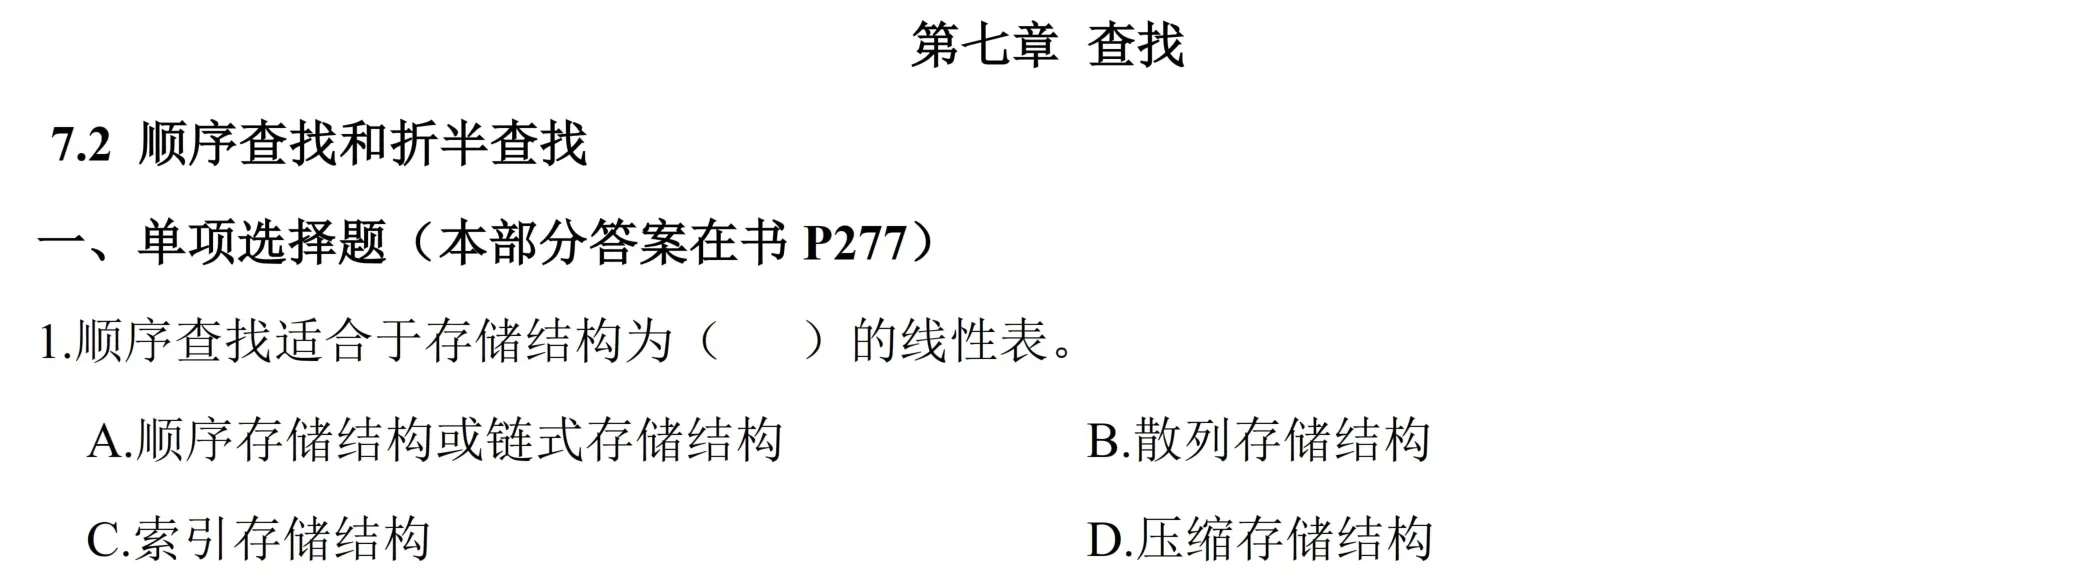 第七章 查找
7.2 顺序查找和折半查找
一、单项选择题（本部分答案在书 P277）
1.顺序查找适合于存储结构为（ ）的线性表。
A.顺序存储结构或链式存储结构 B.散列存储结构
C.索引存储结构 D.压缩存储结构